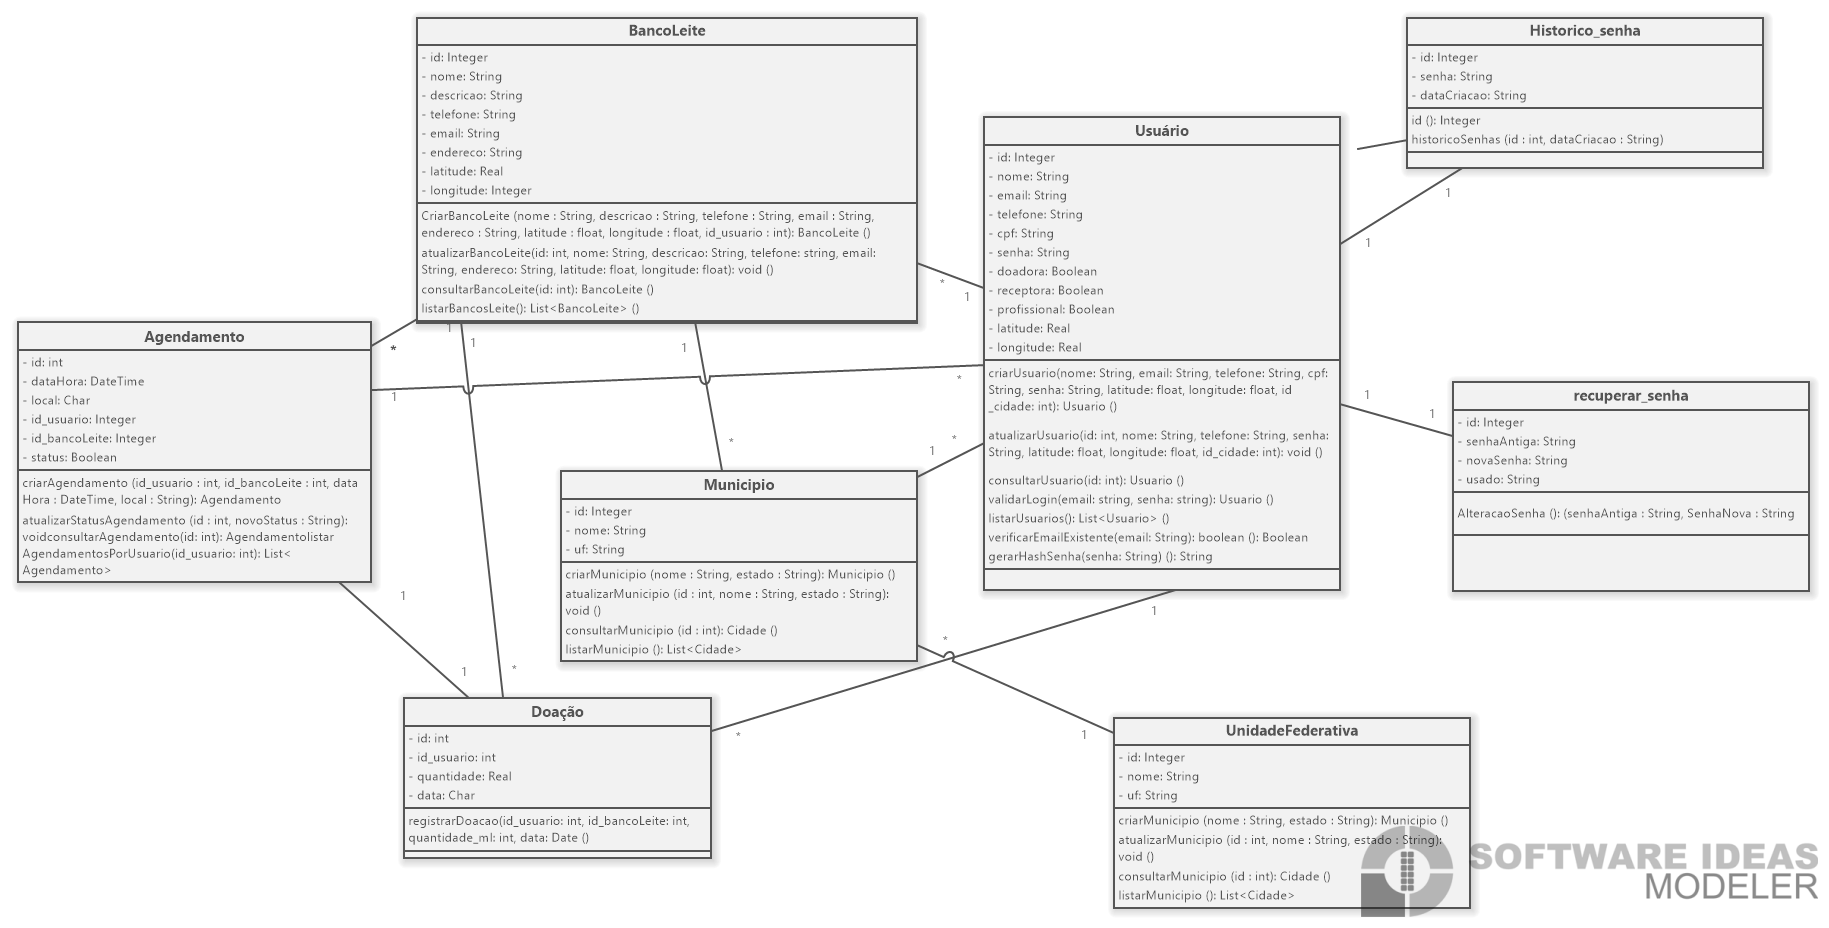 BancoLeite
- id: Integer
- nome: String
- descricao: String
- telefone: String
- email: String
- endereco: String
- latitude: Real
- longitude: Integer
CriarBancoLeite (nome : String, descricao : String, telefone : String, email : String,
endereco : String, latitude : float, longitude : float, id_usuario : int): BancoLeite ()
atualizarBancoLeite(id: int, nome: String, descricao: String, telefone: string, email:
String, endereco: String, latitude: float, longitude: float): void ()
consultarBancoLeite(id: int): BancoLeite ()
listarBancosLeite(): List<BancoLeite> ()
Historico_senha
- id: Integer
- senha: String
- dataCriacao: String
id (): Integer
historicoSenhas (id : int, dataCriacao : String)
1
1
Usuário
- id: Integer
- nome: String
- email: String
- telefone: String
- cpf: String
- senha: String
- doadora: Boolean
- receptora: Boolean
- profissional: Boolean
- latitude: Real
- longitude: Real
criarUsuario(nome: String, email: String, telefone: String, cpf:
String, senha: String, latitude: float, longitude: float, id
_cidade: int): Usuario ()
atualizarUsuario(id: int, nome: String, telefone: String, senha:
String, latitude: float, longitude: float, id_cidade: int): void ()
consultarUsuario(id: int): Usuario ()
validarLogin(email: string, senha: string): Usuario ()
listarUsuarios(): List<Usuario> ()
verificarEmailExistente(email: String): boolean (): Boolean
gerarHashSenha(senha: String) (): String
*
1
1
*
1
1
Agendamento
- id: int
- dataHora: DateTime
- local: Char
- id_usuario: Integer
- id_bancoLeite: Integer
- status: Boolean
criarAgendamento (id_usuario : int, id_bancoLeite : int, data
Hora : DateTime, local : String): Agendamento
atualizarStatusAgendamento (id : int, novoStatus : String):
voidconsultarAgendamento(id: int): Agendamentolistar
AgendamentosPorUsuario(id_usuario: int): List<
Agendamento>
1
*
*
1
*
1
1
recuperar_senha
- id: Integer
- senhaAntiga: String
- novaSenha: String
- usado: String
AlteracaoSenha (): (senhaAntiga : String, SenhaNova : String
Municipio
- id: Integer
- nome: String
- uf: String
criarMunicipio (nome : String, estado : String): Municipio ()
atualizarMunicipio (id : int, nome : String, estado : String):
void ()
consultarMunicipio (id : int): Cidade ()
listarMunicipio (): List<Cidade>
1
1
*
1
*
*
1
Doação
- id: int
- id_usuario: int
- quantidade: Real
- data: Char
registrarDoacao(id_usuario: int, id_bancoLeite: int,
quantidade_ml: int, data: Date ()
UnidadeFederativa
- id: Integer
- nome: String
- uf: String
criarMunicipio (nome : String, estado : String): Municipio ()
atualizarMunicipio (id : int, nome : String, estado : String):
void ()
consultarMunicipio (id : int): Cidade ()
listarMunicipio (): List<Cidade>
SOFTWARE IDEAS
MODELER